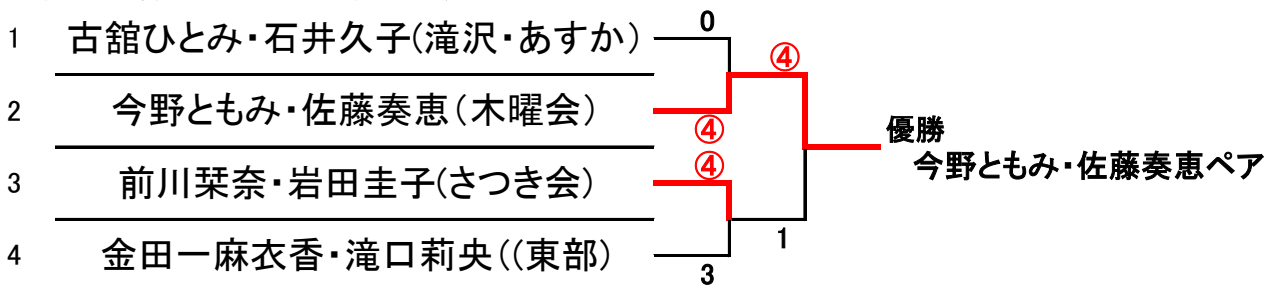 0
1 古舘ひとみ・石井久子(滝沢・あすか)
④
2 今野ともみ・佐藤奏恵(木曜会)
④
優勝
④
今野ともみ・佐藤奏恵ペア
3 前川栞奈・岩田圭子(さつき会)
1
4 金田一麻衣香・滝口莉央((東部)
3